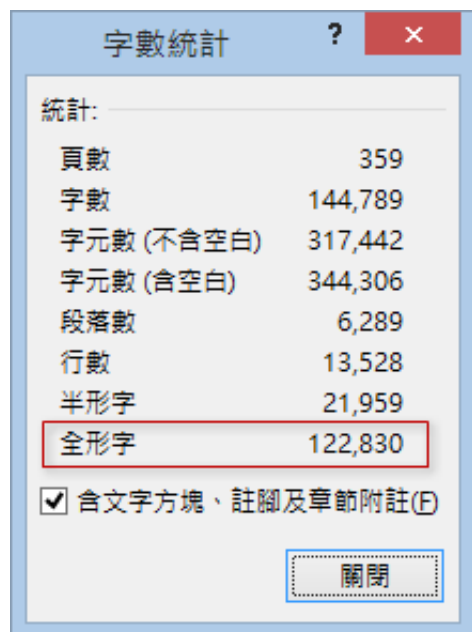 字數統計 ? ×
統計:
頁數 359
字數 144,789
字元數 (不含空白) 317,442
字元數 (含空白) 344,306
段落數 6,289
行數 13,528
半形字 21,959
全形字 122,830
含文字方塊、註腳及章節附註(F)
關閉